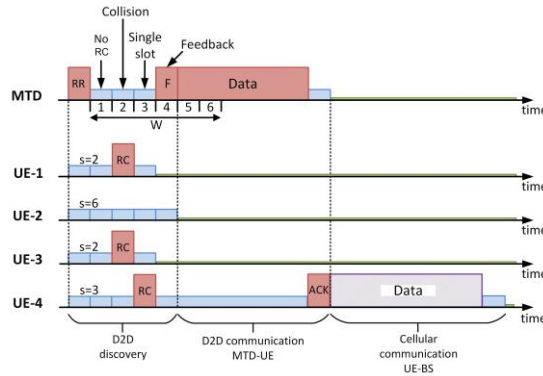 Collision
No
RC
Single
slot
Feedback
MTD
RR
F
Data
1 2 3 4 5 6
W
time
UE-1
s=2
RC
time
UE-2
s=6
time
UE-3
s=2
RC
time
UE-4
s=3
RC
ACK
Data
time
D2D
discovery
D2D communication
MTD-UE
Cellular
communication
UE-BS